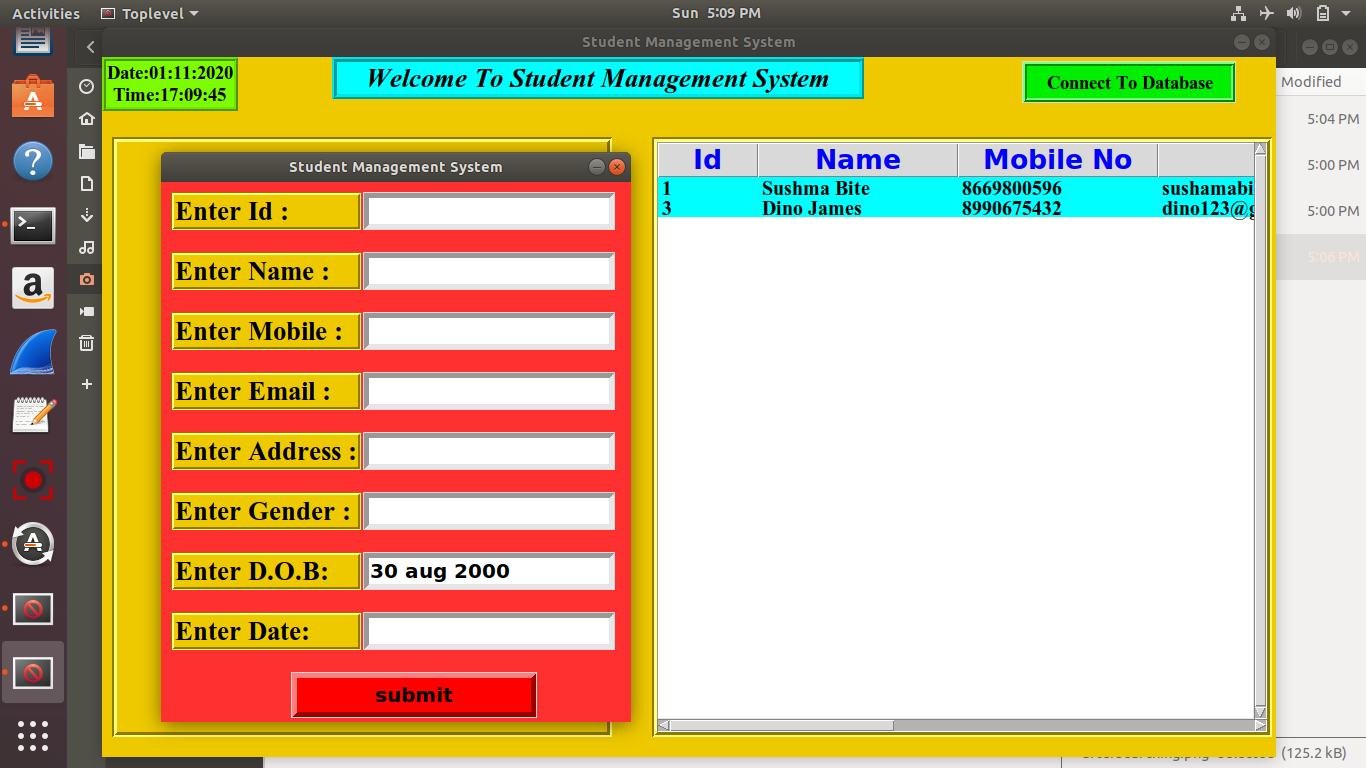 Activities
Toplevel
Sun 5:09 PM
Student Management System
Date:01:11:2020
Time:17:09:45
Welcome To Student Management System
Connect To Database
Modified
5:04 PM
5:00 PM
5:00 PM
5:06 PM
Student Management System
Enter Id :
Enter Name :
Enter Mobile :
Enter Email :
Enter Address :
Enter Gender :
Enter D.O.B:
30 aug 2000
Enter Date:
submit
Id Name Mobile No
1 Sushma Bite 8669800596 sushamabi
3 Dino James 8990675432 dino123@g
(125.2 kB)